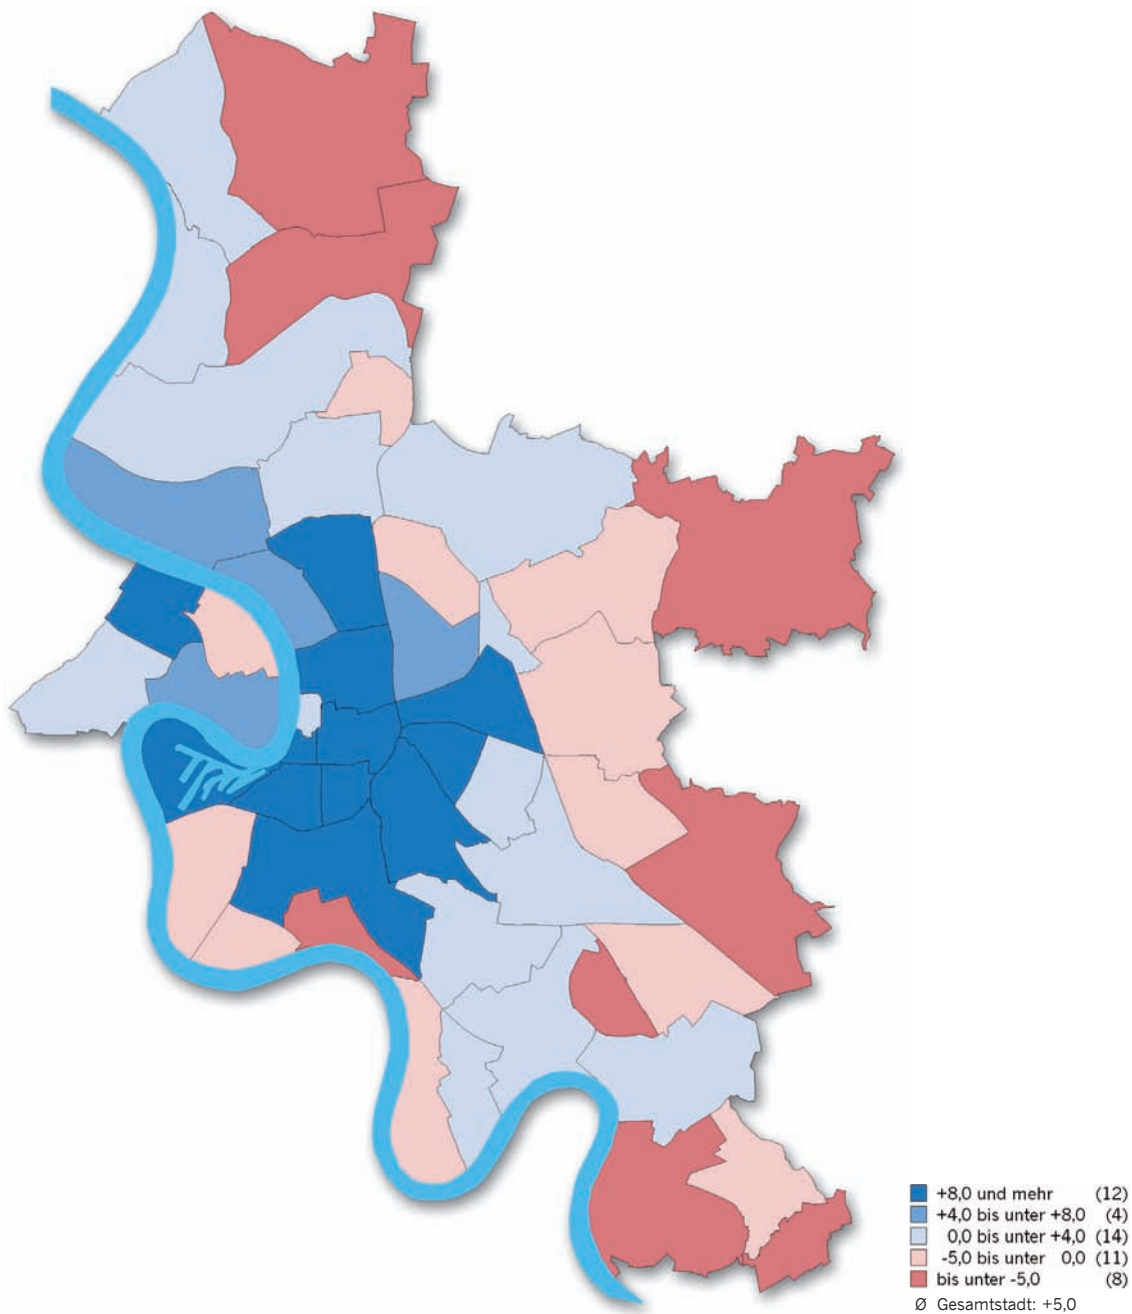 +8,0 und mehr (12)
+4,0 bis unter +8,0 (4)
0,0 bis unter +4,0 (14)
-5,0 bis unter 0,0 (11)
bis unter -5,0 (8)
Ø Gesamtstadt: +5,0